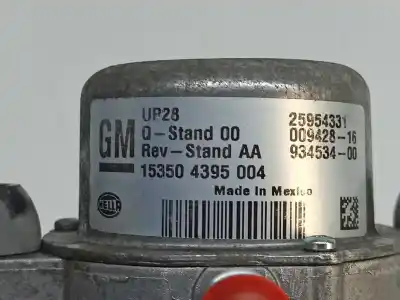 GM
UP28
Q-Stand 00
Rev-Stand AA
15350 4395 004
25954331
009428-16
934534-00
Made in Mexico
HELLA